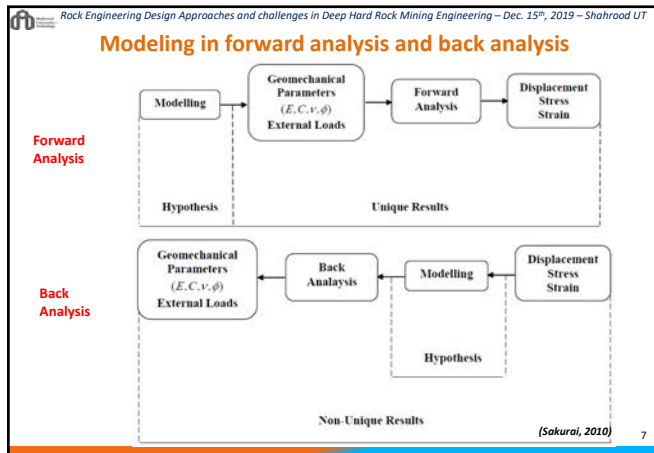 Rock Engineering Design Approaches and challenges in Deep Hard Rock Mining Engineering – Dec. 15th, 2019 – Shahrood UT
Modeling in forward analysis and back analysis
Forward
Analysis
Modelling
Geomechanical
Parameters
(E,C,ν,ϕ)
External Loads
Forward
Analysis
Displacement
Stress
Strain
Hypothesis
Unique Results
Back
Analysis
Geomechanical
Parameters
(E,C,ν,ϕ)
External Loads
Back
Analaysis
Modelling
Displacement
Stress
Strain
Hypothesis
Non-Unique Results
(Sakurai, 2010)
7